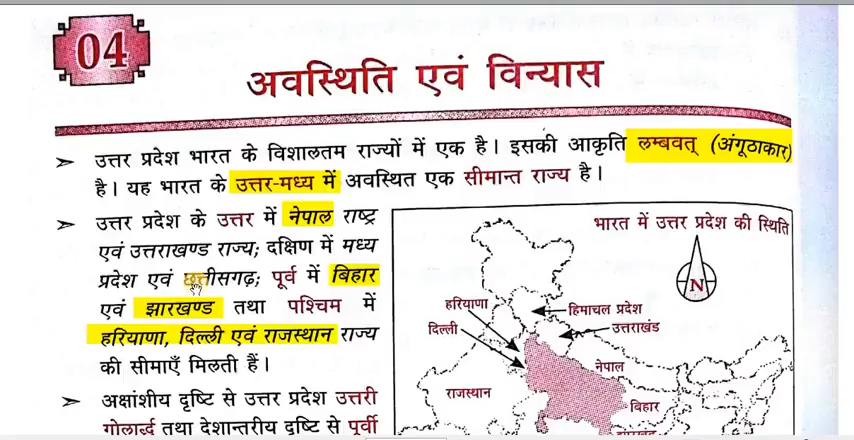 04
अवस्थिति एवं विन्यास
➢ उत्तर प्रदेश भारत के विशालतम राज्यों में एक है। इसकी आकृति लम्बवत् (अंगूठाकार)
है। यह भारत के उत्तर-मध्य में अवस्थित एक सीमान्त राज्य है।
➢ उत्तर प्रदेश के उत्तर में नेपाल राष्ट्र
एवं उत्तराखण्ड राज्य; दक्षिण में मध्य
प्रदेश एवं छत्तीसगढ़; पूर्व में बिहार
एवं झारखण्ड तथा पश्चिम में
हरियाणा, दिल्ली एवं राजस्थान राज्य
की सीमाएँ मिलती हैं।
➢ अक्षांशीय दृष्टि से उत्तर प्रदेश उत्तरी
गोलार्द्ध तथा देशान्तरीय दृष्टि से पूर्वी
भारत में उत्तर प्रदेश की स्थिति
N
हरियाणा
हिमाचल प्रदेश
दिल्ली
उत्तराखंड
नेपाल
राजस्थान
बिहार
झारखंड